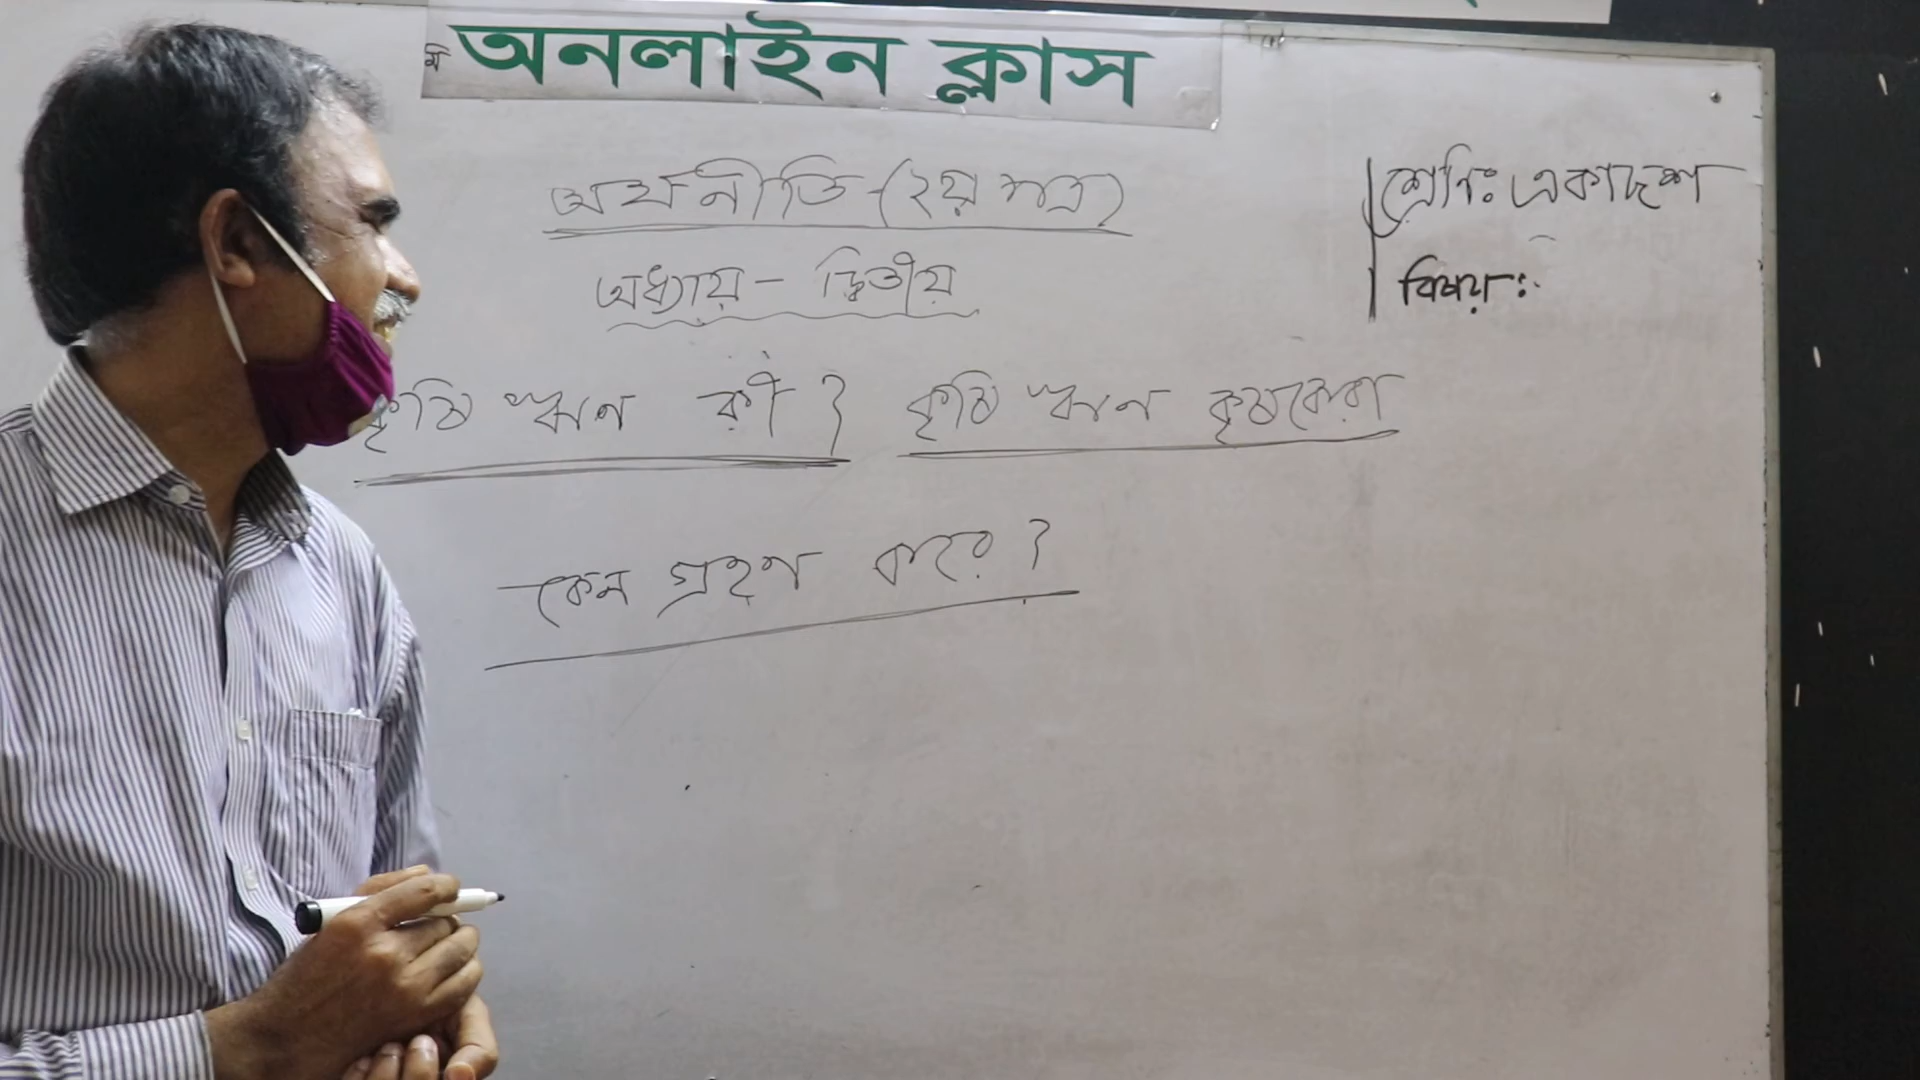 অনলাইন ক্লাস
অর্থনীতি (২য় পত্র)
শ্রেণিঃ একাদশ
অধ্যায় - দ্বিতীয়
বিষয়ঃ
কৃষি ঋণ কী? কৃষি ঋণ কৃষকেরা
কেন গ্রহণ করে?